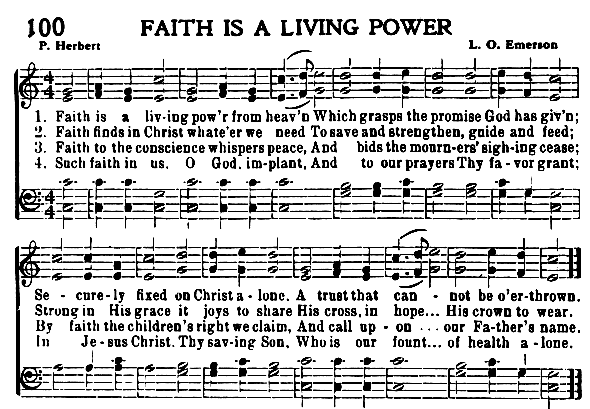 100 FAITH IS A LIVING POWER
P. Herbert L. O. Emerson
1. Faith is a liv-ing pow'r from heav'n Which grasps the promise God has giv'n;
2. Faith finds in Christ whate'er we need To save and strengthen, guide and feed;
3. Faith to the conscience whispers peace, And bids the mourn-ers' sigh-ing cease;
4. Such faith in us, O God, im-plant, And to our prayers Thy fa-vor grant;
Se - cure-ly fixed on Christ a-lone. A trust that can - not be o'er-thrown.
Strong in His grace it joys to share His cross, in hope... His crown to wear.
By faith the children's right we claim, And call up - on ... our Fa-ther's name.
In Je-sus Christ, Thy sav-ing Son, Who is our fount... of health a-lone.